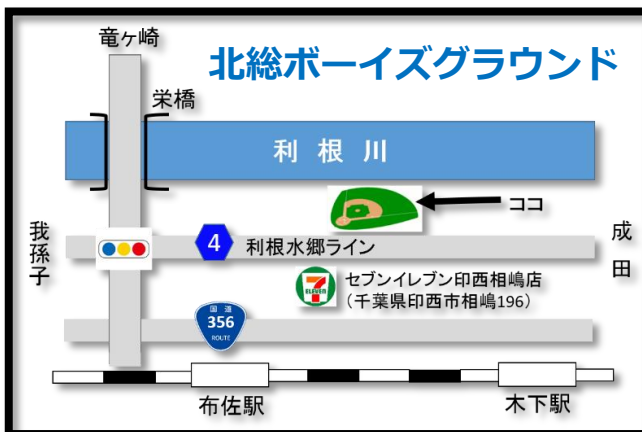 竜ヶ崎
北総ボーイズグラウンド
栄橋
利根川
ココ
我孫子
成田
4
利根水郷ライン
7
ELEVEN
セブンイレブン印西相嶋店
（千葉県印西市相嶋196）
国道
356
ROUTE
布佐駅
木下駅